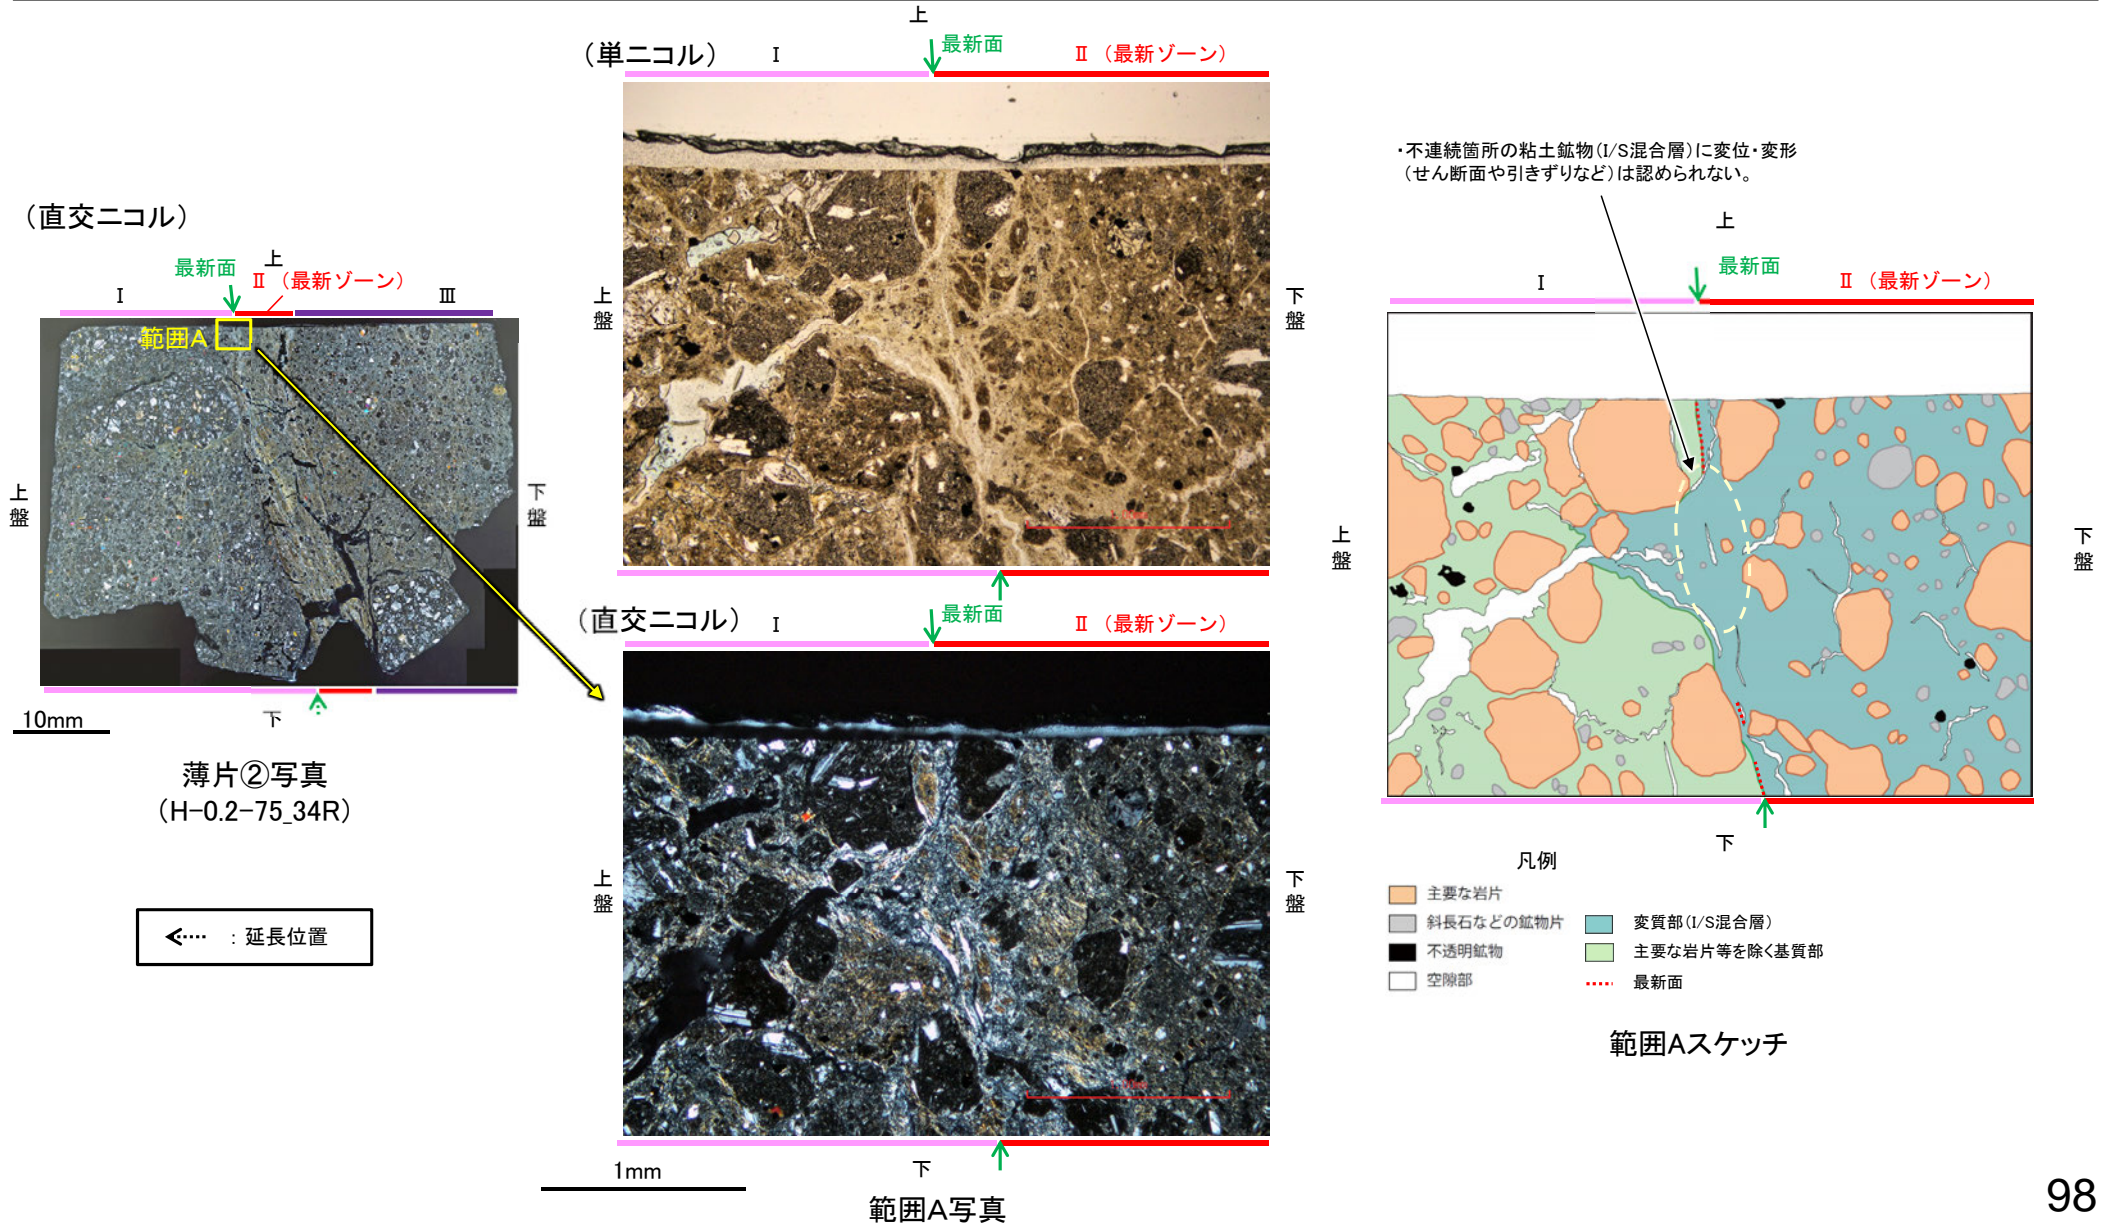 (直交ニコル)
最新面
上
Ⅱ (最新ゾーン)
Ⅰ
Ⅲ
範囲A
上盤
下盤
下
10mm
薄片②写真
(H-0.2-75_34R)
:延長位置
上
(単ニコル)
Ⅰ
最新面
Ⅱ (最新ゾーン)
上盤
下盤
1.00mm
(直交ニコル)
Ⅰ
最新面
Ⅱ (最新ゾーン)
上盤
下盤
1.00mm
1mm
下
範囲A写真
・不連続箇所の粘土鉱物(I/S混合層)に変位・変形
(せん断面や引きずりなど)は認められない。
上
最新面
Ⅰ
Ⅱ (最新ゾーン)
上盤
下盤
下
凡例
主要な岩片
斜長石などの鉱物片
不透明鉱物
空隙部
変質部(I/S混合層)
主要な岩片等を除く基質部
最新面
範囲Aスケッチ
98